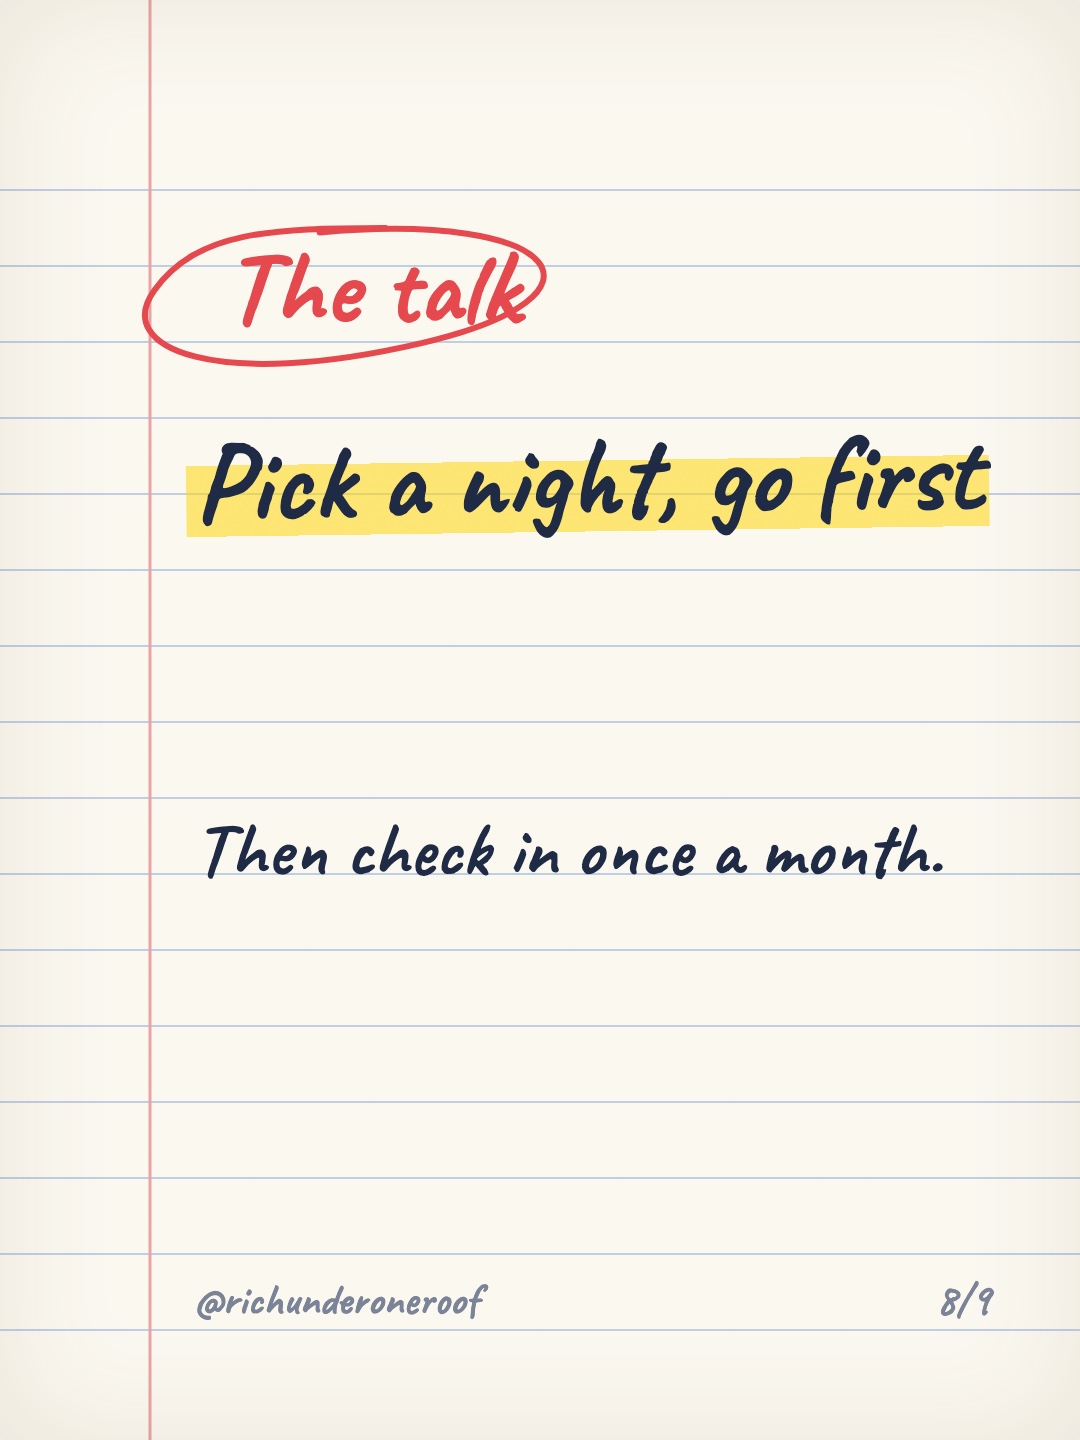 The talk
Pick a night, go first
Then check in once a month.
@richunderoneroof
8/9